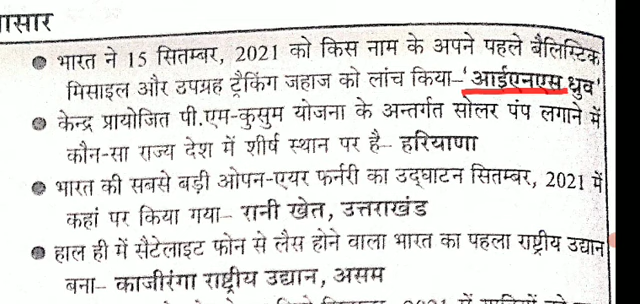 सार
● भारत ने 15 सितम्बर, 2021 को किस नाम के अपने पहले बैलिस्टिक
मिसाइल और उपग्रह ट्रैकिंग जहाज को लांच किया– 'आईएनएस ध्रुव'
● केन्द्र प्रायोजित पी.एम-कुसुम योजना के अन्तर्गत सोलर पंप लगाने में
कौन-सा राज्य देश में शीर्ष स्थान पर है– हरियाणा
● भारत की सबसे बड़ी ओपन-एयर फर्नरी का उद्घाटन सितम्बर, 2021 में
कहां पर किया गया– रानी खेत, उत्तराखंड
● हाल ही में सैटेलाइट फोन से लैस होने वाला भारत का पहला राष्ट्रीय उद्यान
बना– काजीरंगा राष्ट्रीय उद्यान, असम
2021 में